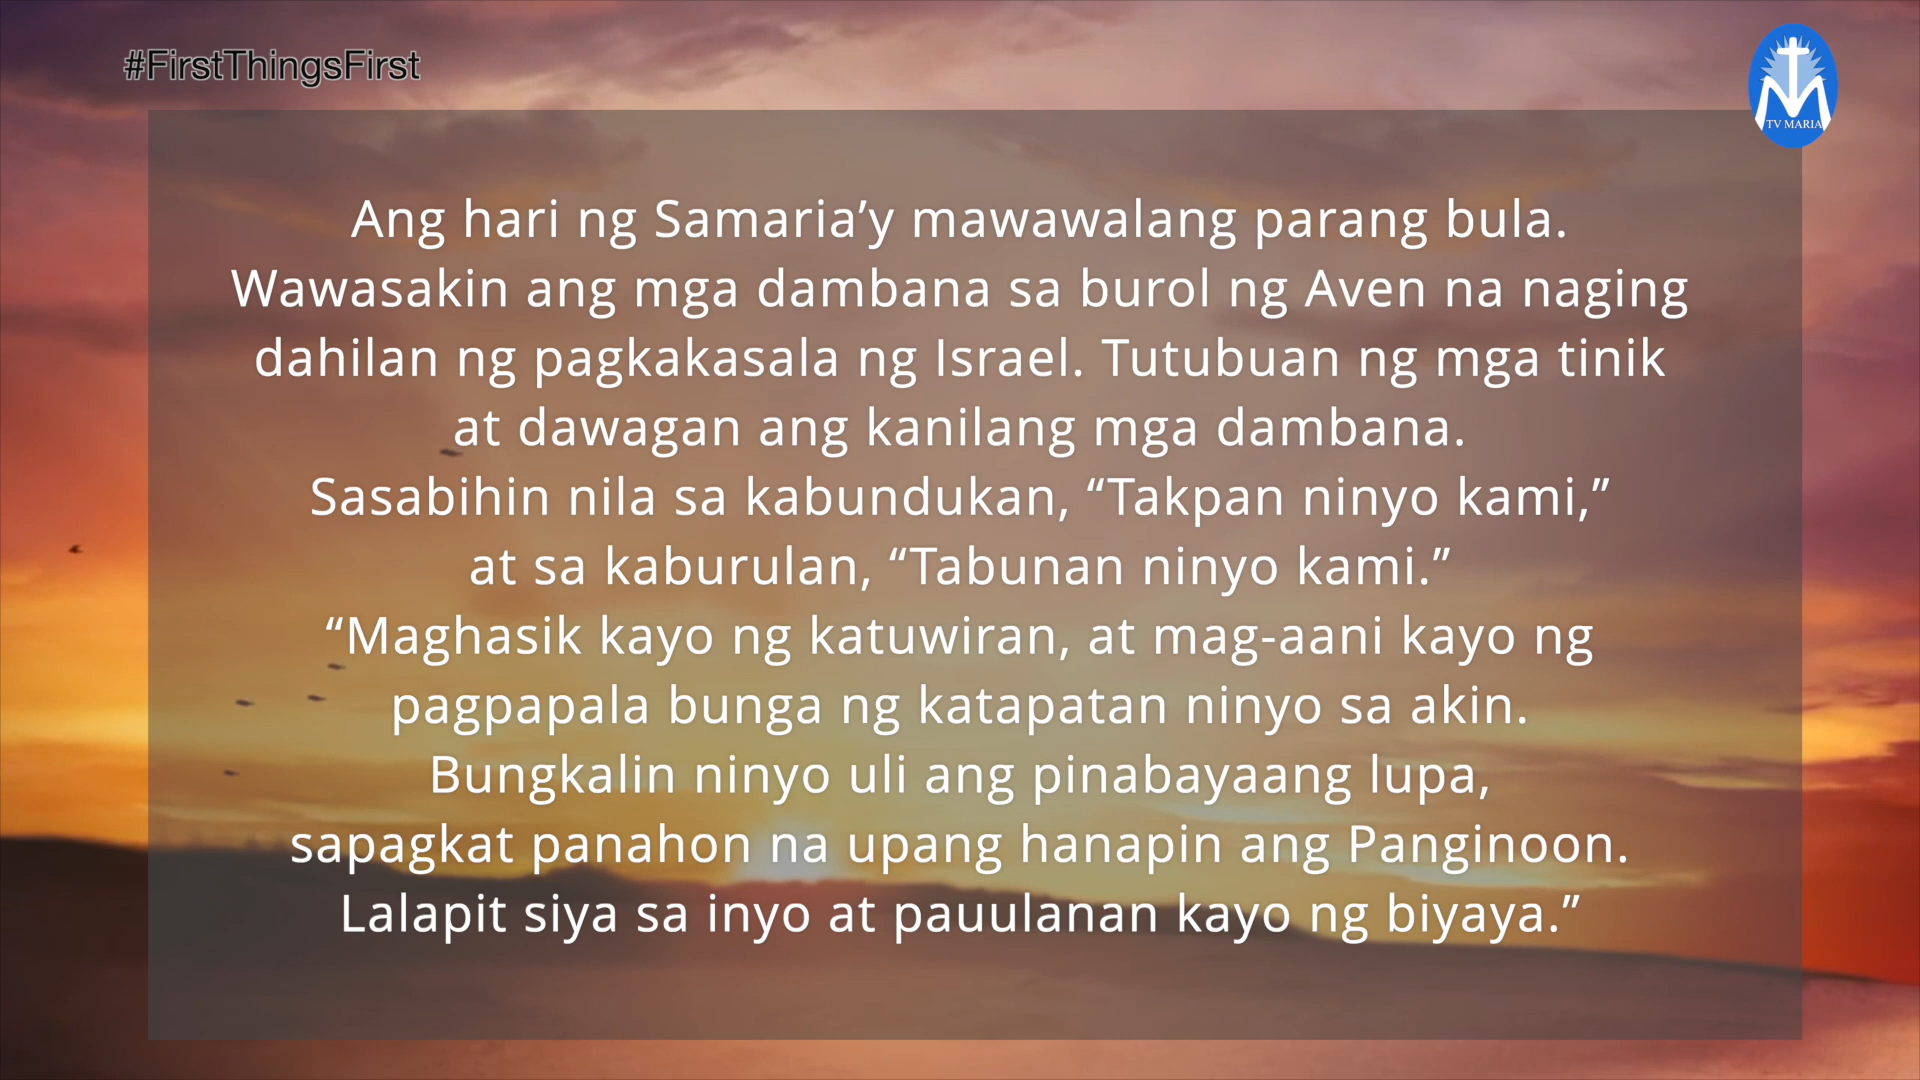 #FirstThingsFirst
TV MARIA
Ang hari ng Samaria’y mawawalang parang bula.
Wawasakin ang mga dambana sa burol ng Aven na naging
dahilan ng pagkakasala ng Israel. Tutubuan ng mga tinik
at dawagan ang kanilang mga dambana.
Sasabihin nila sa kabundukan, “Takpan ninyo kami,”
at sa kaburulan, “Tabunan ninyo kami.”
“Maghasik kayo ng katuwiran, at mag-aani kayo ng
pagpapala bunga ng katapatan ninyo sa akin.
Bungkalin ninyo uli ang pinabayaang lupa,
sapagkat panahon na upang hanapin ang Panginoon.
Lalapit siya sa inyo at pauulanan kayo ng biyaya.”